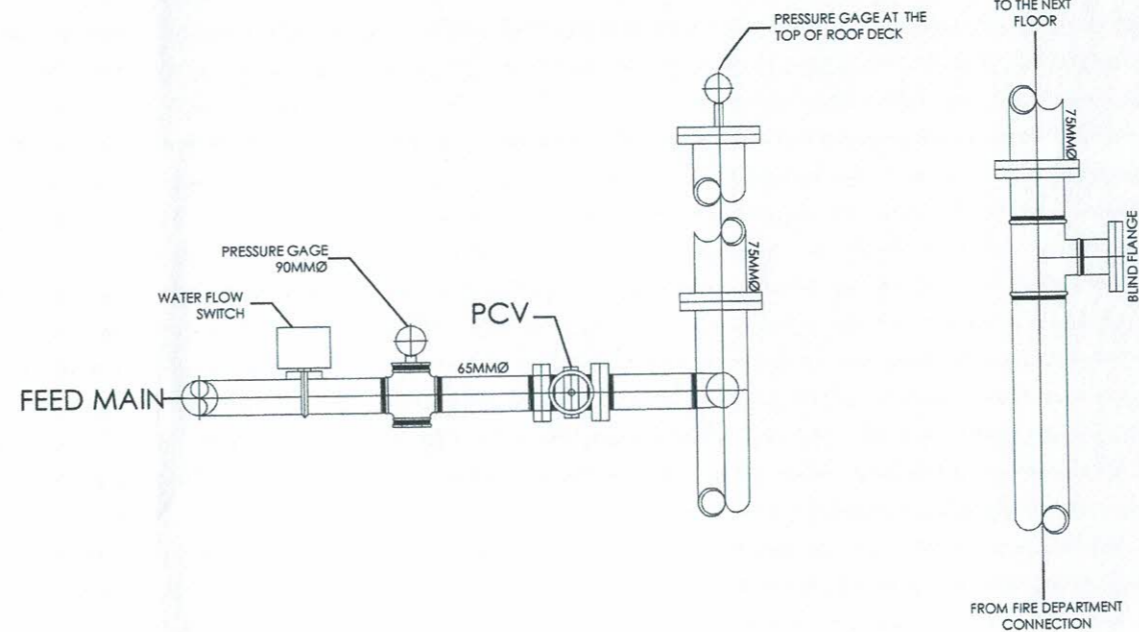 PRESSURE GAGE AT THE
TOP OF ROOF DECK
TO THE NEXT
FLOOR
75MMØ
PRESSURE GAGE
90MMØ
WATER FLOW
SWITCH
PCV
75MMØ
BLIND FLANGE
65MMØ
FEED MAIN
FROM FIRE DEPARTMENT
CONNECTION